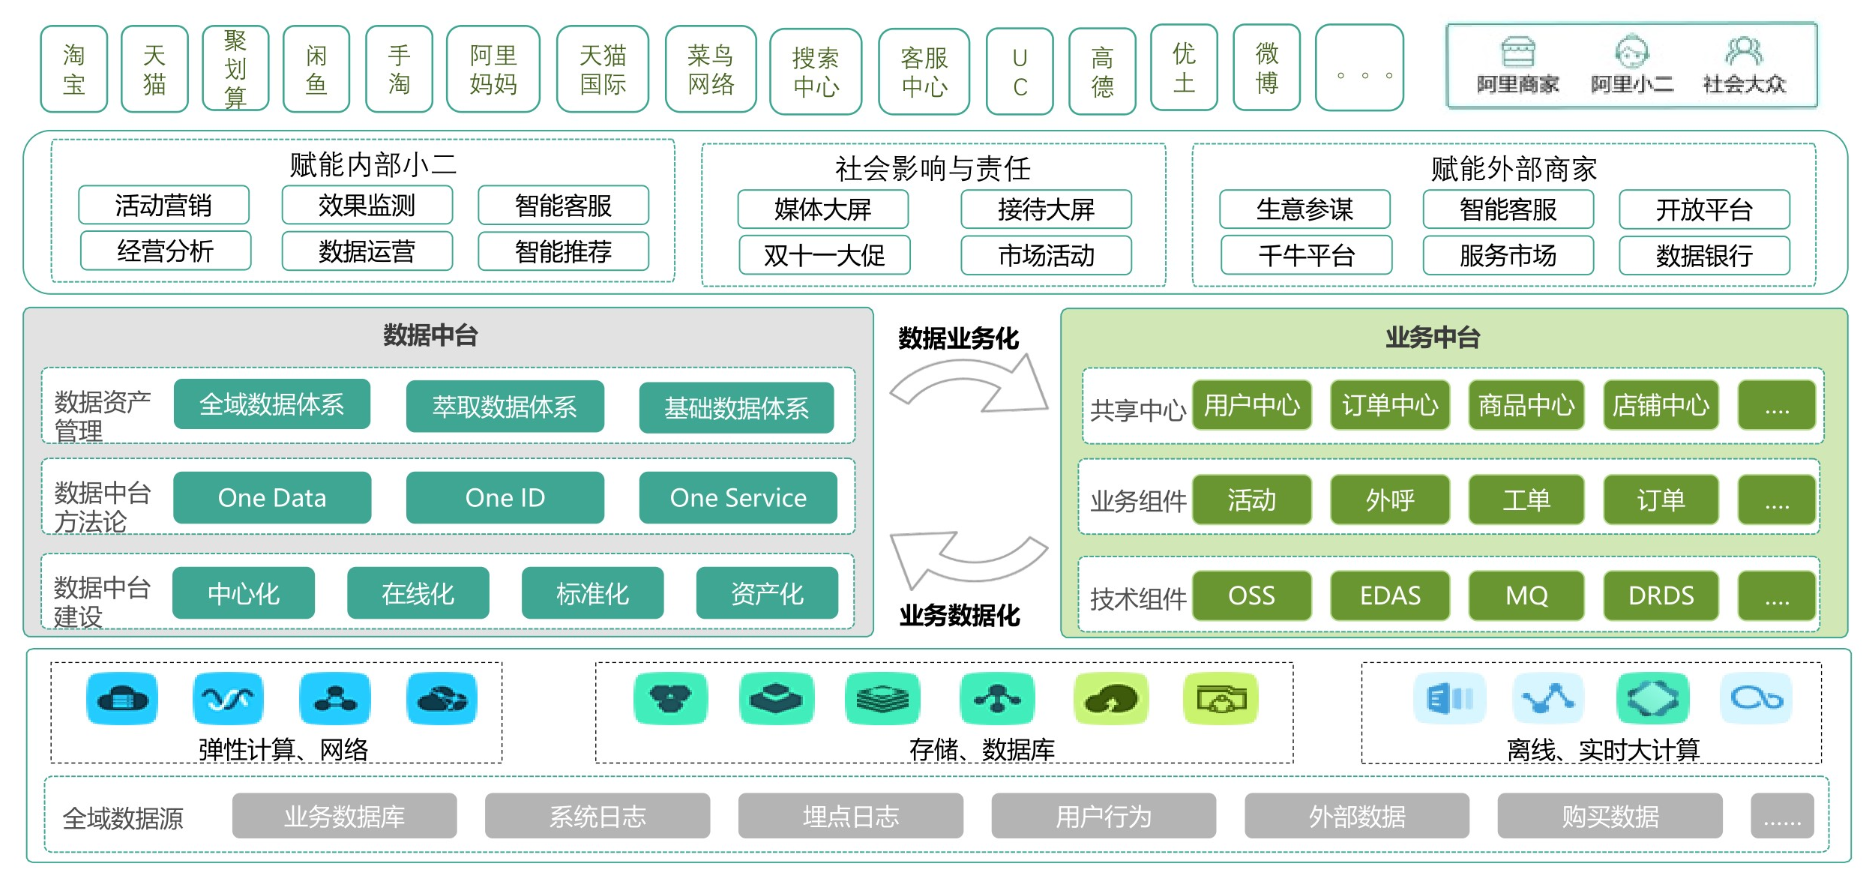 淘宝
天猫
聚划算
闲鱼
手淘
阿里妈妈
天猫国际
菜鸟网络
搜索中心
客服中心
UC
高德
优土
微博
。。。
阿里商家 阿里小二 社会大众
赋能内部小二
活动营销 效果监测 智能客服
经营分析 数据运营 智能推荐
社会影响与责任
媒体大屏 接待大屏
双十一大促 市场活动
赋能外部商家
生意参谋 智能客服 开放平台
千牛平台 服务市场 数据银行
数据中台
数据资产
管理
全域数据体系 萃取数据体系 基础数据体系
数据中台
方法论
One Data One ID One Service
数据中台
建设
中心化 在线化 标准化 资产化
数据业务化
业务数据化
业务中台
共享中心 用户中心 订单中心 商品中心 店铺中心 ....
业务组件 活动 外呼 工单 订单 ....
技术组件 OSS EDAS MQ DRDS ....
弹性计算、网络
存储、数据库
离线、实时大计算
全域数据源 业务数据库 系统日志 埋点日志 用户行为 外部数据 购买数据 ......